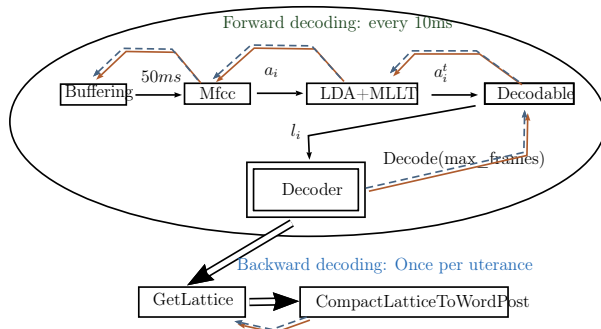 Forward decoding: every 10ms
Buffering
50ms
Mfcc
a_i
LDA+MLLT
a_i^t
Decodable
l_i
Decode(max_frames)
Decoder
Backward decoding: Once per uterance
GetLattice
CompactLatticeToWordPost